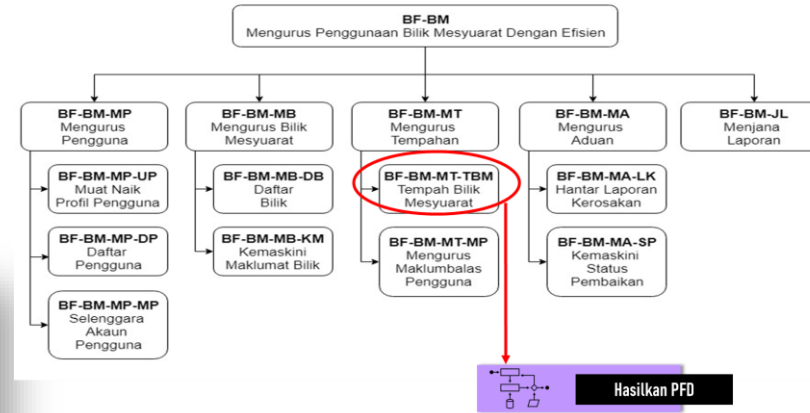 BF-BM
Mengurus Penggunaan Bilik Mesyuarat Dengan Efisien
BF-BM-MP
Mengurus
Pengguna
BF-BM-MB
Mengurus Bilik
Mesyuarat
BF-BM-MT
Mengurus
Tempahan
BF-BM-MA
Mengurus
Aduan
BF-BM-JL
Menjana
Laporan
BF-BM-MP-UP
Muat Naik
Profil Pengguna
BF-BM-MB-DB
Daftar
Bilik
BF-BM-MT-TBM
Tempah Bilik
Mesyuarat
BF-BM-MA-LK
Hantar Laporan
Kerosakan
BF-BM-MP-DP
Daftar
Pengguna
BF-BM-MB-KM
Kemaskini
Maklumat Bilik
BF-BM-MT-MP
Mengurus
Maklumbalas
Pengguna
BF-BM-MA-SP
Kemaskini
Status
Pembaikan
BF-BM-MP-MP
Selenggara
Akaun
Pengguna
Hasilkan PFD